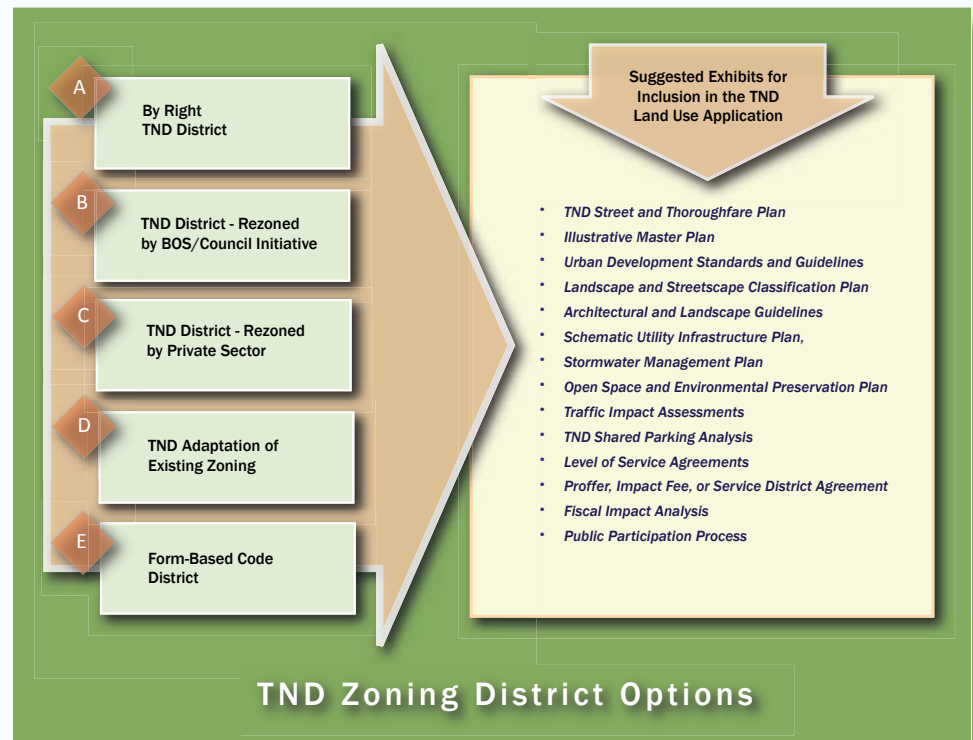 A
By Right
TND District
B
TND District - Rezoned
by BOS/Council Initiative
C
TND District - Rezoned
by Private Sector
D
TND Adaptation of
Existing Zoning
E
Form-Based Code
District
Suggested Exhibits for
Inclusion in the TND
Land Use Application
• TND Street and Thoroughfare Plan
• Illustrative Master Plan
• Urban Development Standards and Guidelines
• Landscape and Streetscape Classification Plan
• Architectural and Landscape Guidelines
• Schematic Utility Infrastructure Plan,
• Stormwater Management Plan
• Open Space and Environmental Preservation Plan
• Traffic Impact Assessments
• TND Shared Parking Analysis
• Level of Service Agreements
• Proffer, Impact Fee, or Service District Agreement
• Fiscal Impact Analysis
• Public Participation Process
TND Zoning District Options